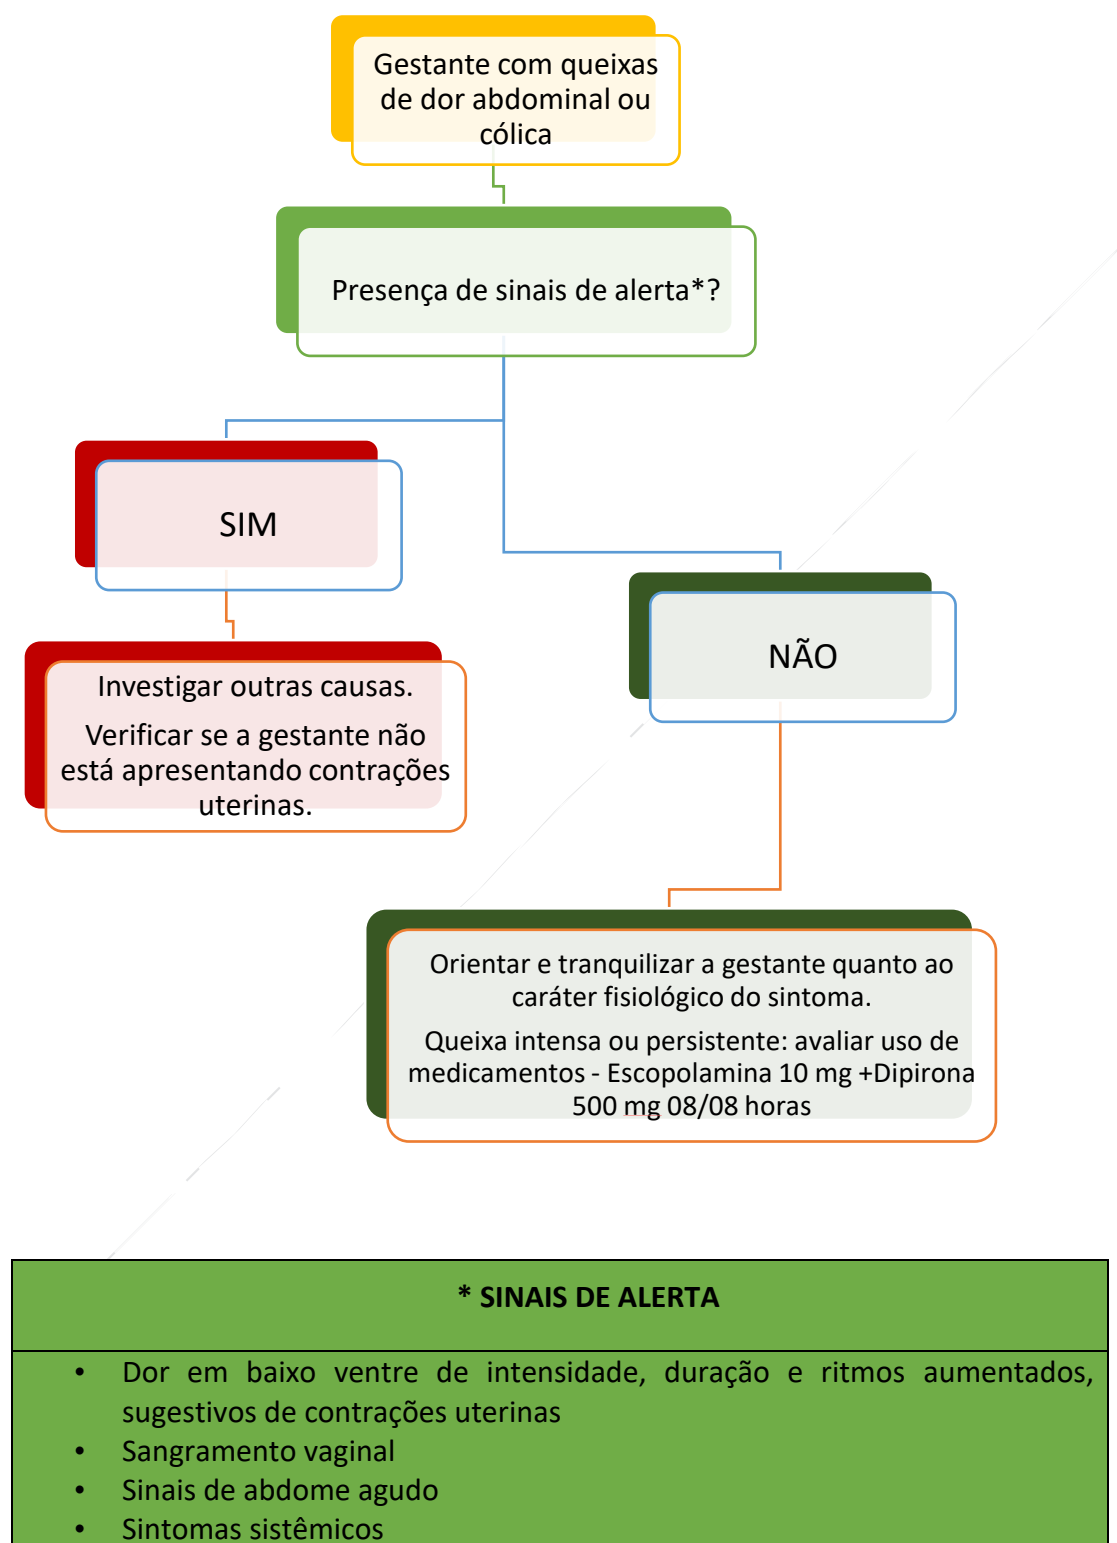 Gestante com queixas
de dor abdominal ou
cólica
Presença de sinais de alerta*?
SIM
NÃO
Investigar outras causas.
Verificar se a gestante não
está apresentando contrações
uterinas.
Orientar e tranquilizar a gestante quanto ao
caráter fisiológico do sintoma.
Queixa intensa ou persistente: avaliar uso de
medicamentos - Escopolamina 10 mg +Dipirona
500 mg 08/08 horas
* SINAIS DE ALERTA
• Dor em baixo ventre de intensidade, duração e ritmos aumentados,
sugestivos de contrações uterinas
• Sangramento vaginal
• Sinais de abdome agudo
• Sintomas sistêmicos